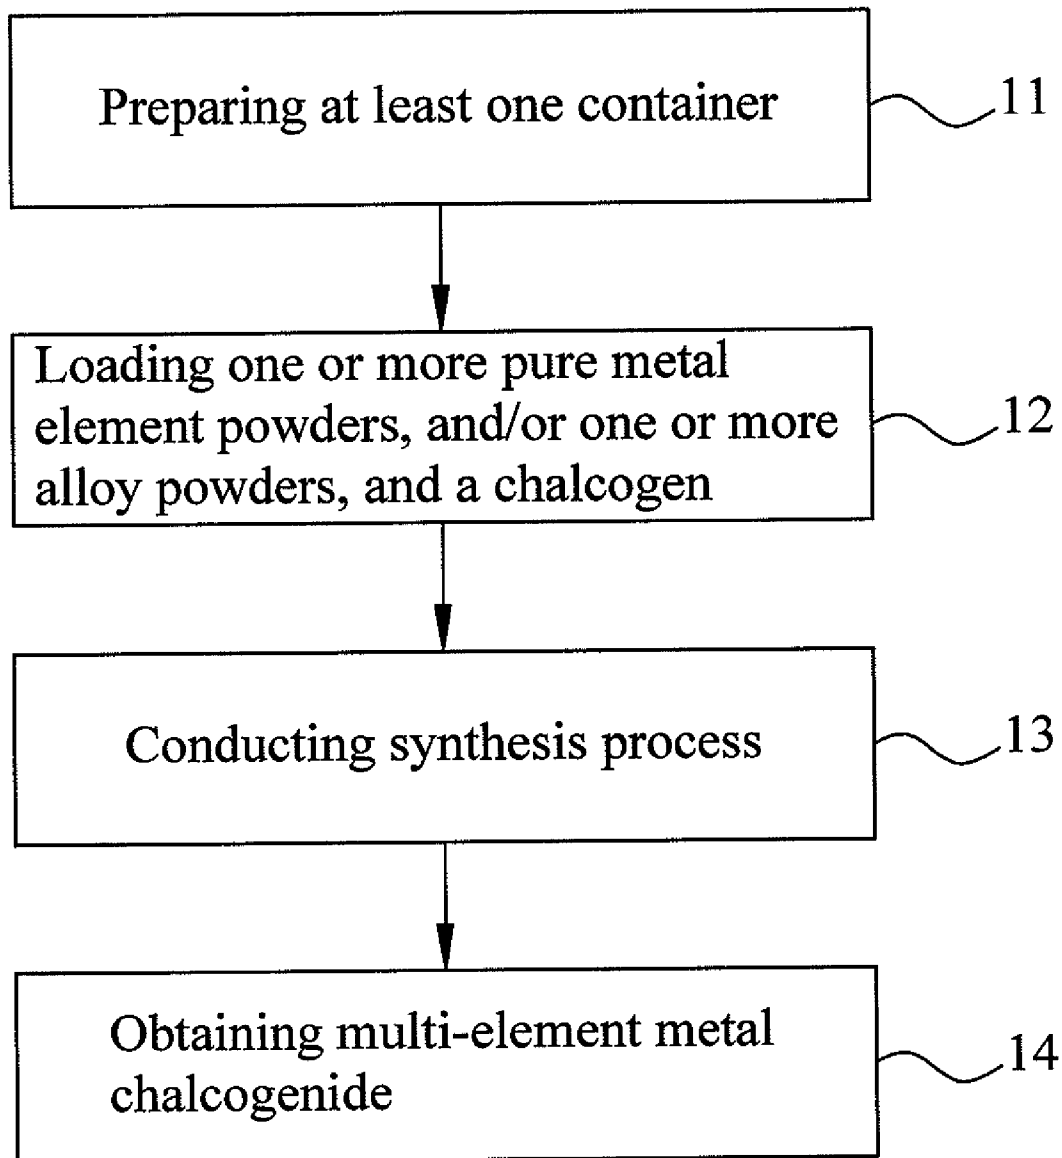 Preparing at least one container
11
Loading one or more pure metal
element powders, and/or one or more
alloy powders, and a chalcogen
12
Conducting synthesis process
13
Obtaining multi-element metal
chalcogenide
14